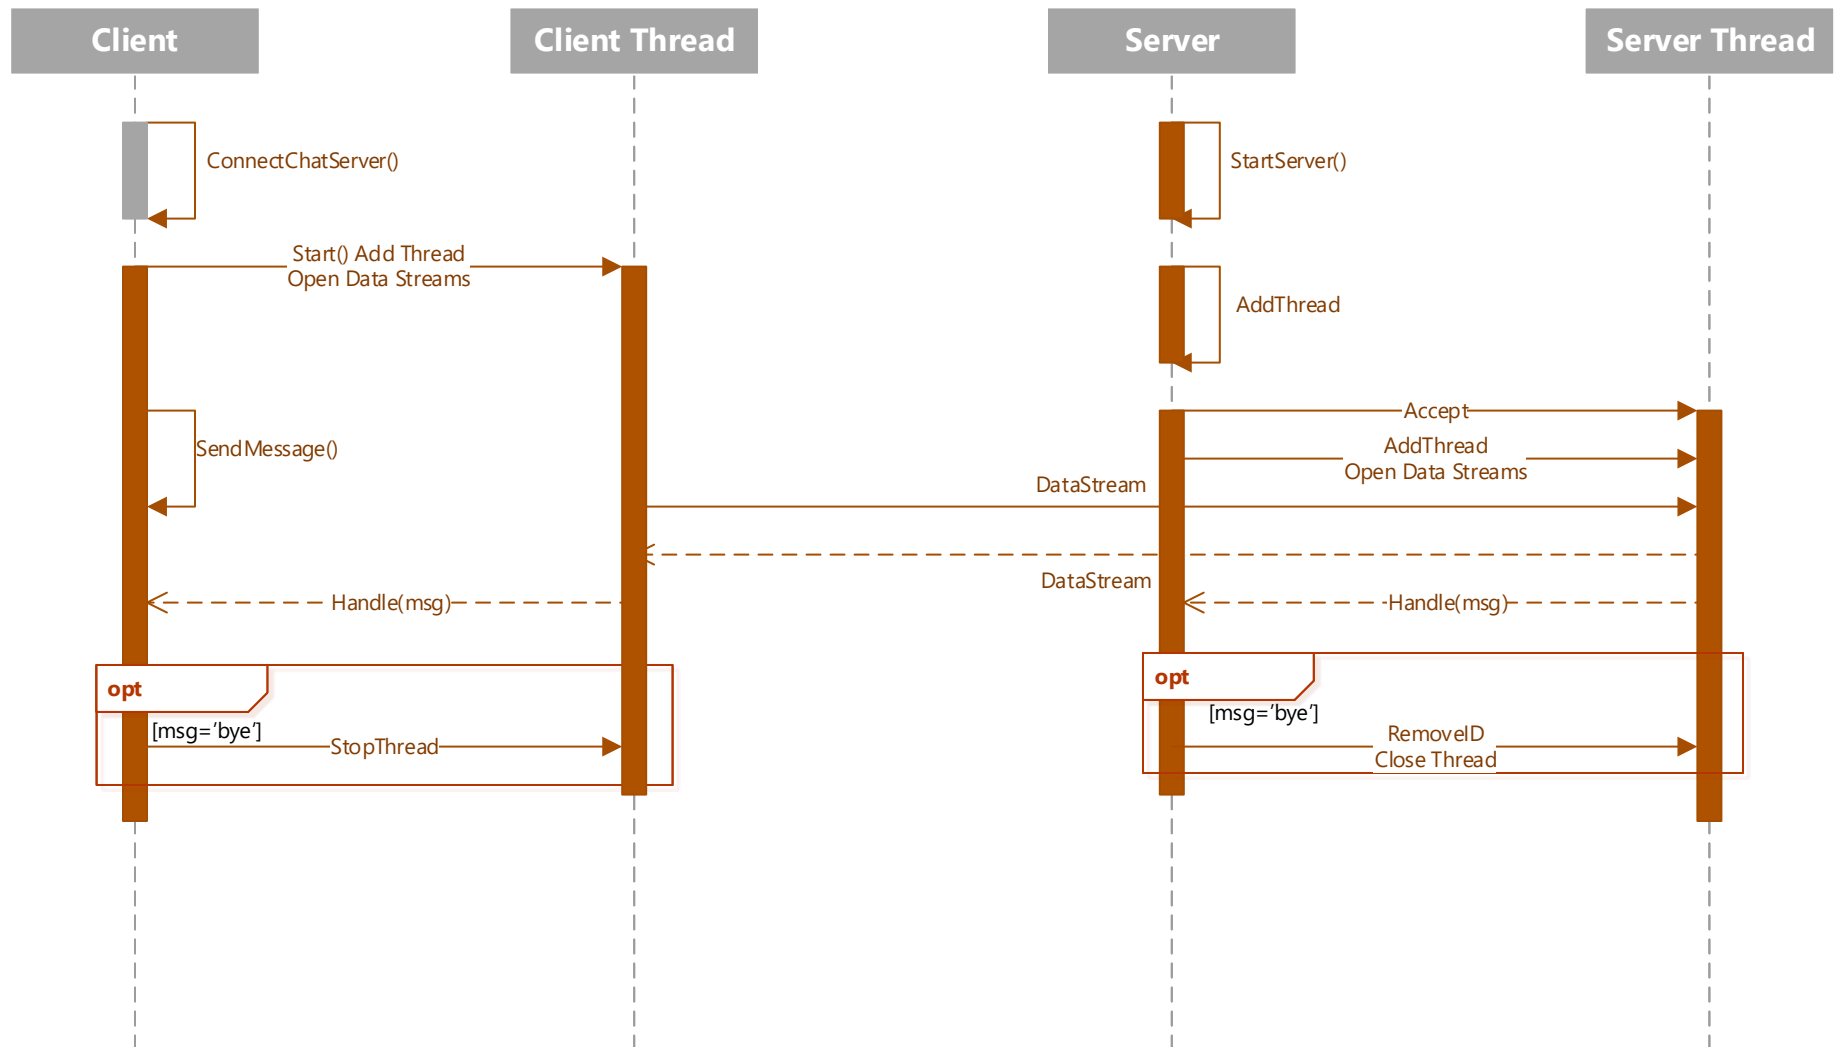 Client
Client Thread
Server
Server Thread
ConnectChatServer()
StartServer()
Start() Add Thread
Open Data Streams
AddThread
Accept
SendMessage()
AddThread
Open Data Streams
DataStream
DataStream
Handle(msg)
Handle(msg)
opt
[msg=’bye’]
StopThread
opt
[msg=’bye’]
RemoveID
Close Thread